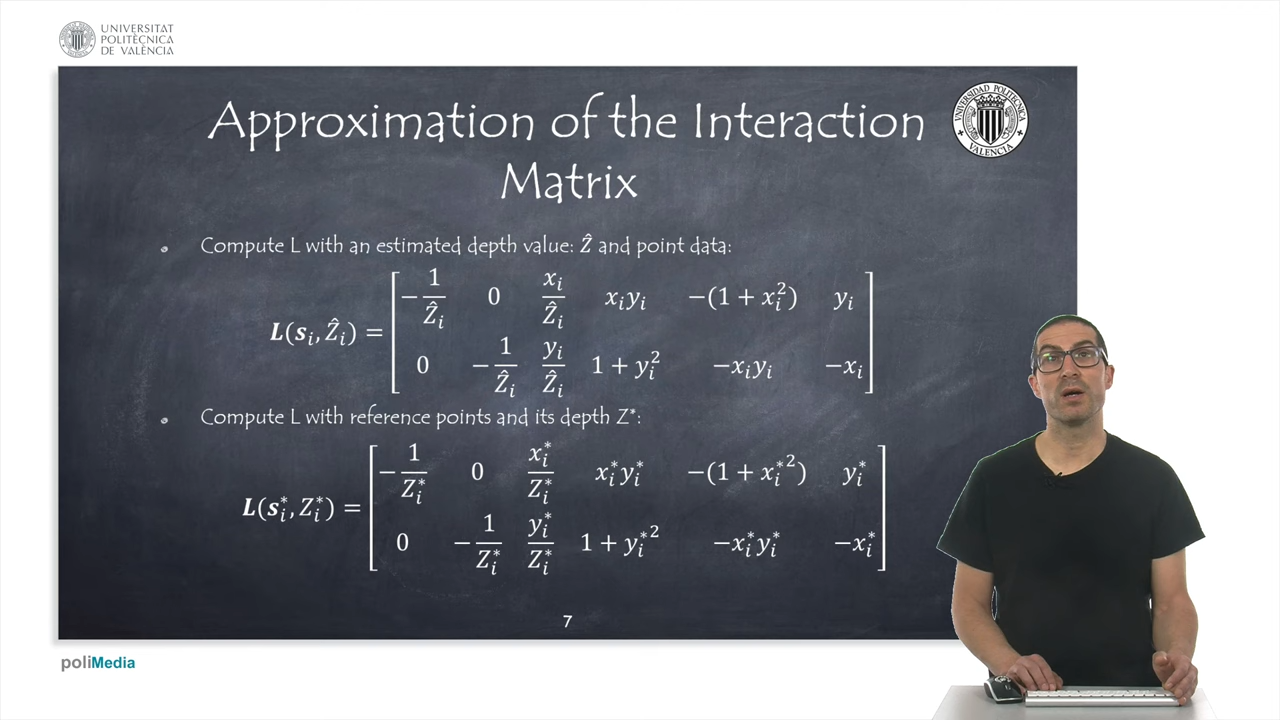 UNIVERSITAT
POLITÈCNICA
DE VALÈNCIA
Approximation of the Interaction
Matrix
UNIVERSIDAD POLITECNICA
VALENCIA
• Compute L with an estimated depth value: Ẑ and point data:
L(sᵢ, Ẑᵢ) = [ −1/Ẑᵢ 0 xᵢ/Ẑᵢ xᵢyᵢ −(1 + xᵢ²) yᵢ
0 −1/Ẑᵢ yᵢ/Ẑᵢ 1 + yᵢ² −xᵢyᵢ −xᵢ ]
• Compute L with reference points and its depth Z*:
L(sᵢ*, Zᵢ*) = [ −1/Zᵢ* 0 xᵢ*/Zᵢ* xᵢ*yᵢ* −(1 + xᵢ*²) yᵢ*
0 −1/Zᵢ* yᵢ*/Zᵢ* 1 + yᵢ*² −xᵢ*yᵢ* −xᵢ* ]
7
poliMedia